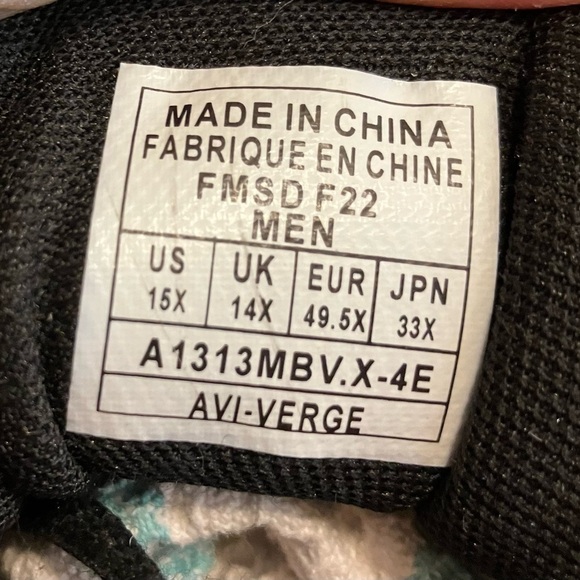 MADE IN CHINA
FABRIQUE EN CHINE
FMSD F22
MEN
US UK EUR JPN
15X 14X 49.5X 33X
A1313MBV.X-4E
AVI-VERGE